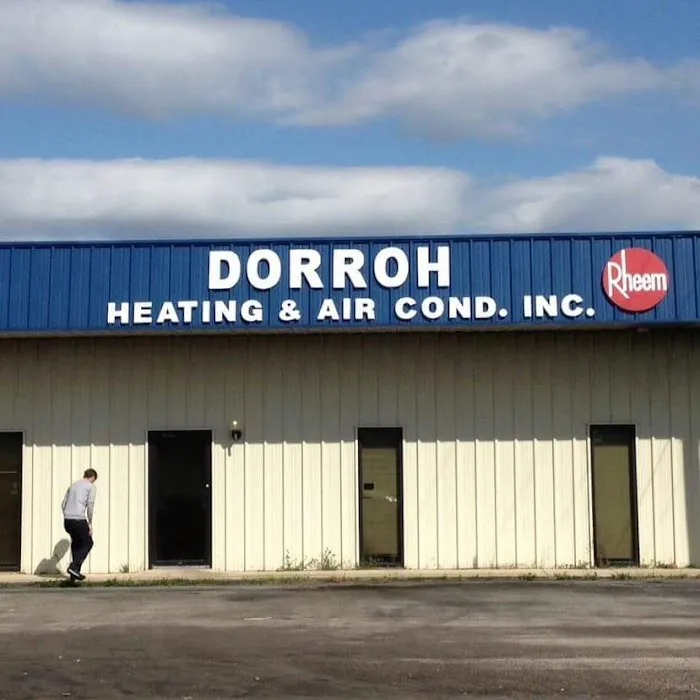 DORROH
HEATING & AIR COND. INC.
Rheem